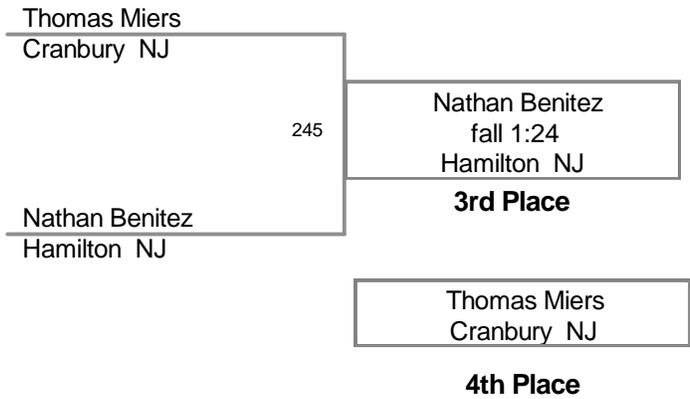 Thomas Miers
Cranbury NJ
245
Nathan Benitez
fall 1:24
Hamilton NJ
3rd Place
Nathan Benitez
Hamilton NJ
Thomas Miers
Cranbury NJ
4th Place